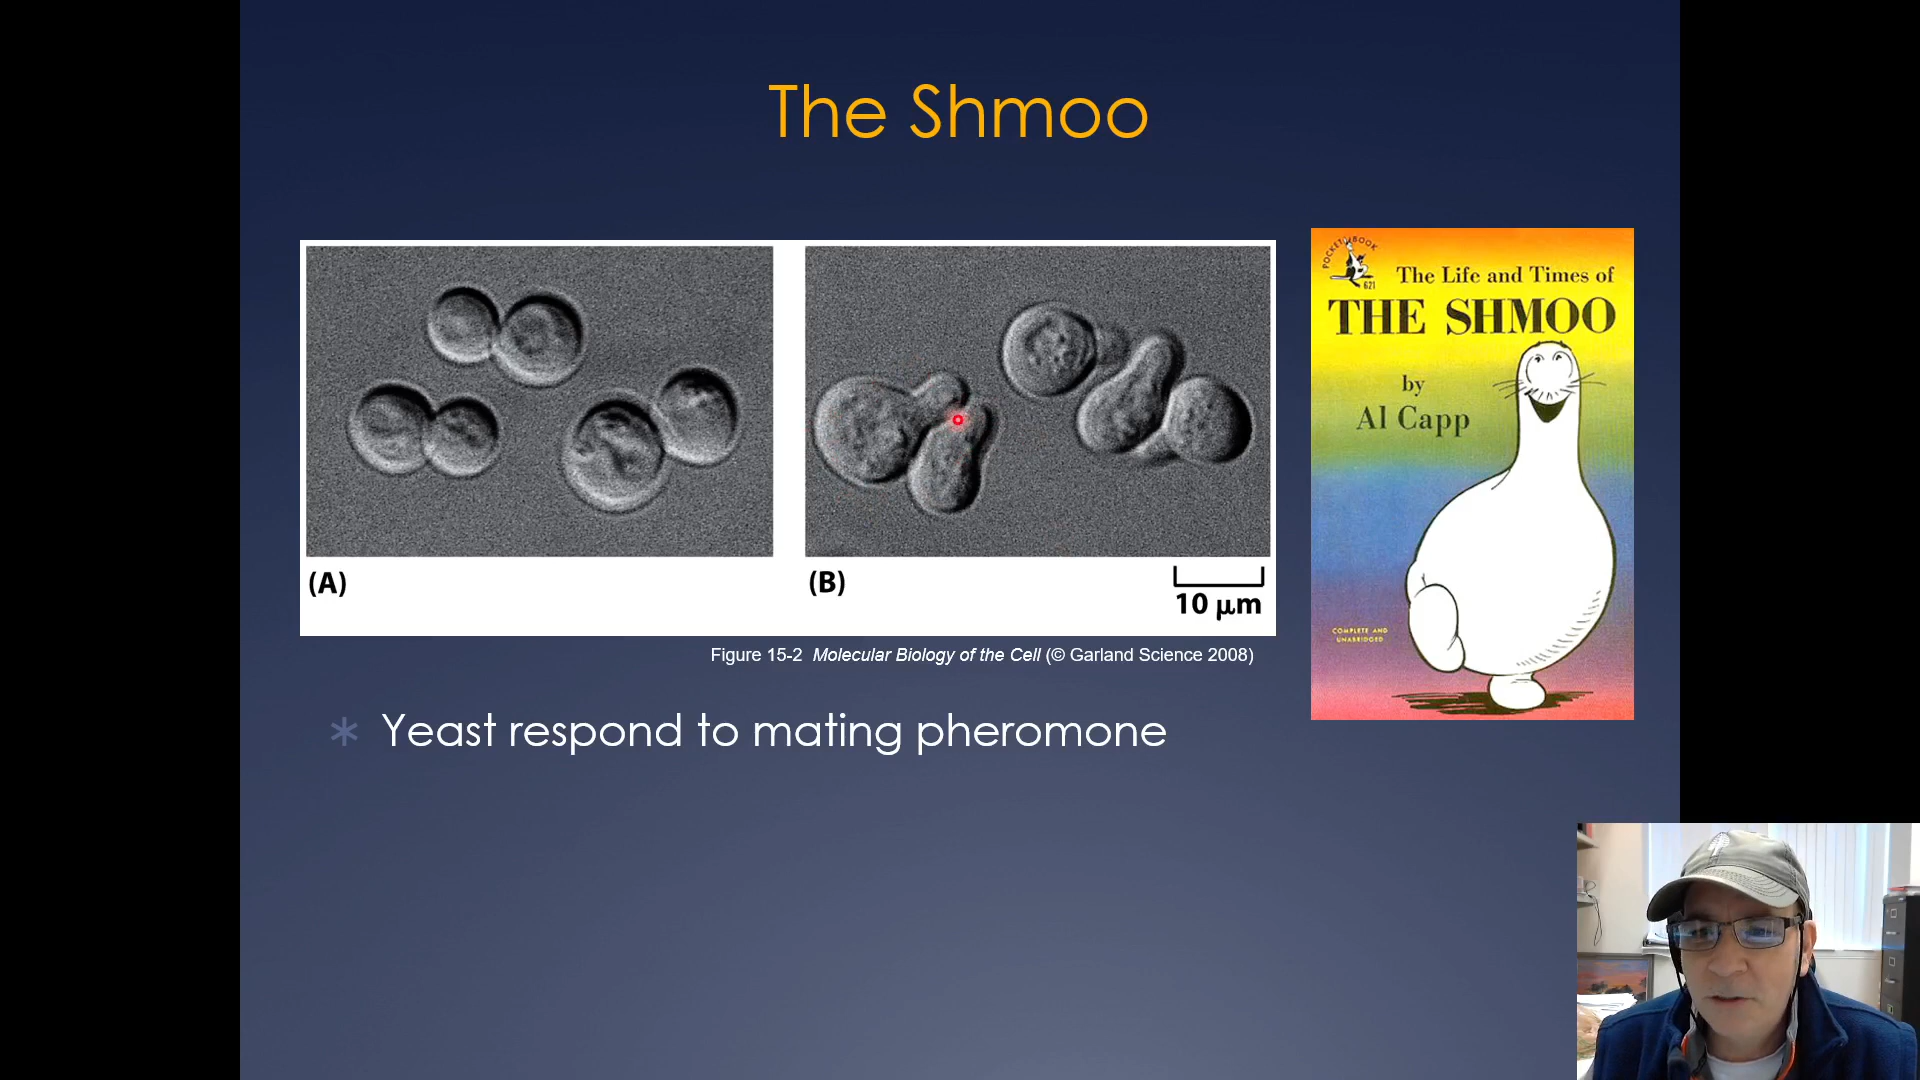 The Shmoo
(A)
(B)
10 µm
POCKET BOOK
621
The Life and Times of
THE SHMOO
by
Al Capp
COMPLETE AND
UNABRIDGED
Figure 15-2 Molecular Biology of the Cell (© Garland Science 2008)
* Yeast respond to mating pheromone